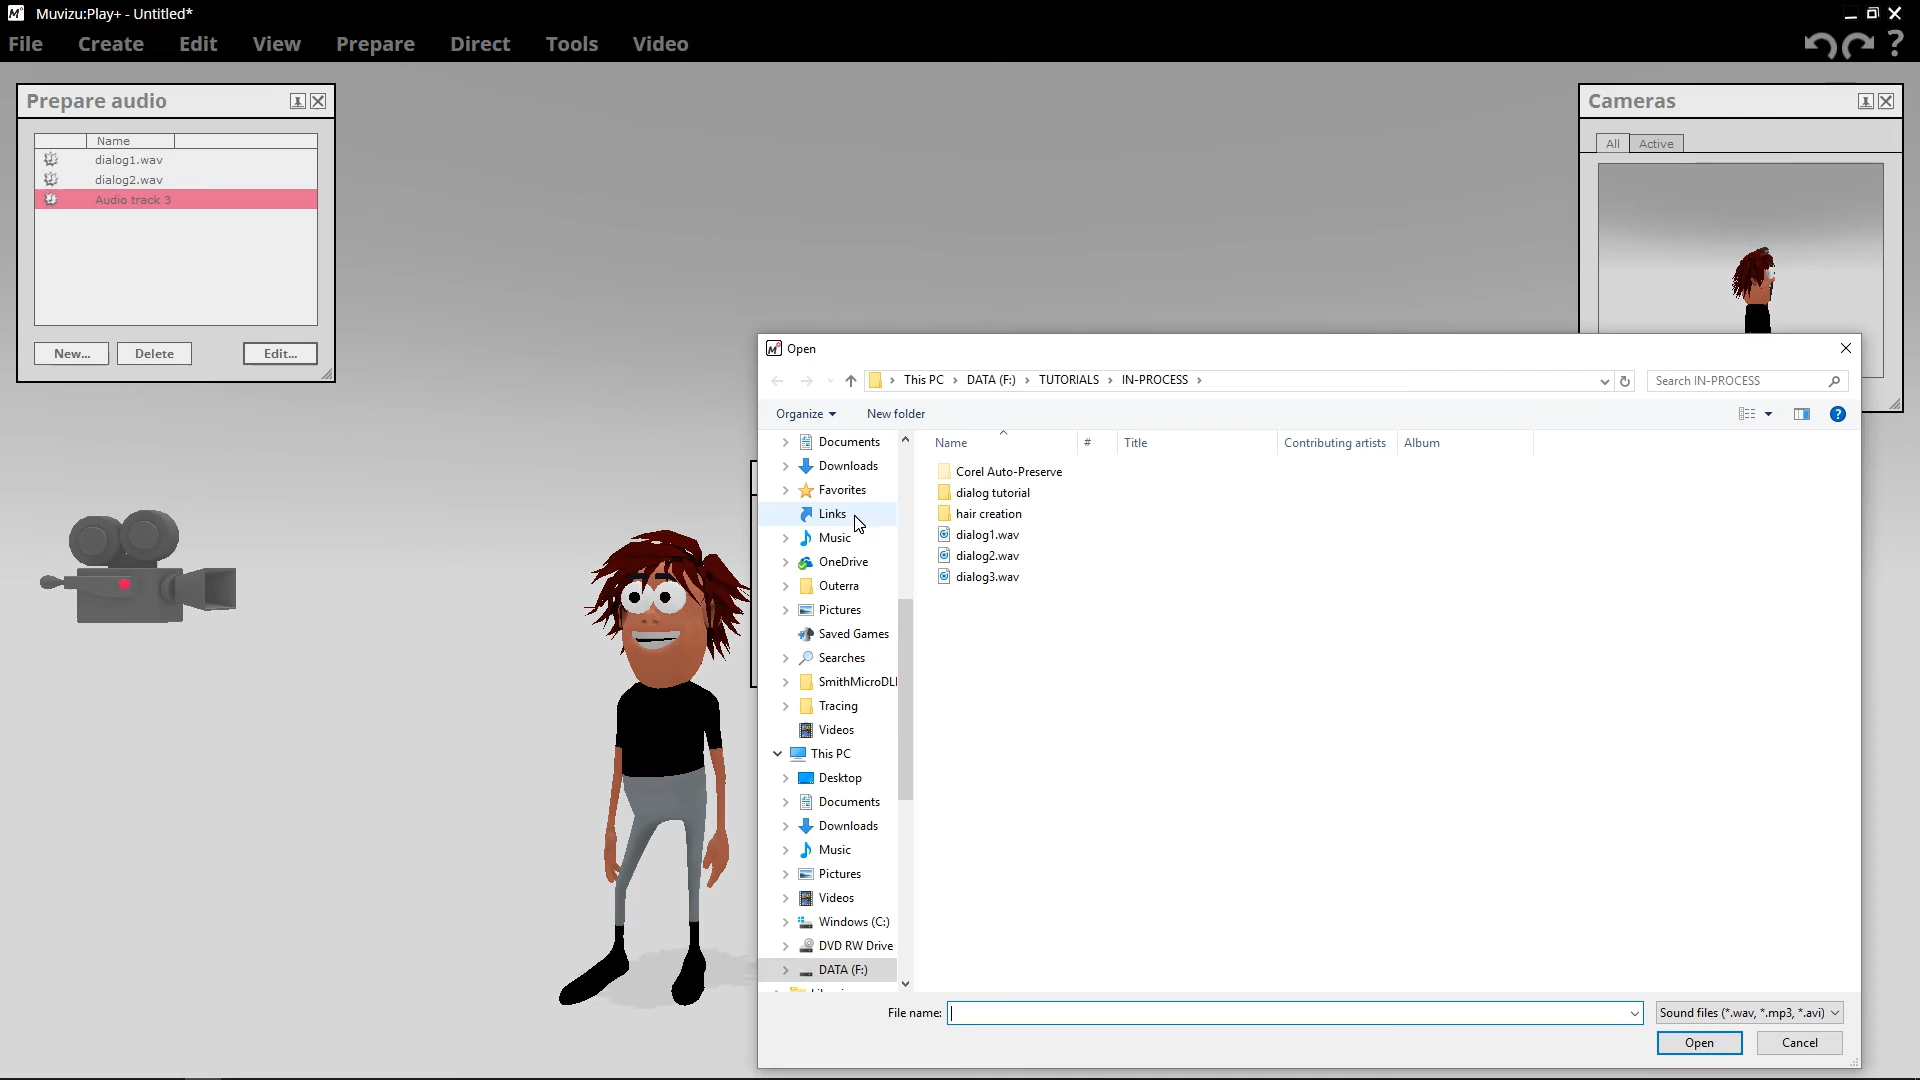 Muvizu:Play+ - Untitled*
File Create Edit View Prepare Direct Tools Video ?
Prepare audio
Name
dialog1.wav
dialog2.wav
Audio track 3
New... Delete Edit...
Cameras
All Active
Open
This PC > DATA (F:) > TUTORIALS > IN-PROCESS >
Search IN-PROCESS
Organize New folder
Name # Title Contributing artists Album
Documents
Downloads
Favorites
Links
Music
OneDrive
Outerra
Pictures
Saved Games
Searches
SmithMicroDL
Tracing
Videos
This PC
Desktop
Documents
Downloads
Music
Pictures
Videos
Windows (C:)
DVD RW Drive
DATA (F:)
Corel Auto-Preserve
dialog tutorial
hair creation
dialog1.wav
dialog2.wav
dialog3.wav
File name:
Sound files (*.wav, *.mp3, *.avi)
Open Cancel